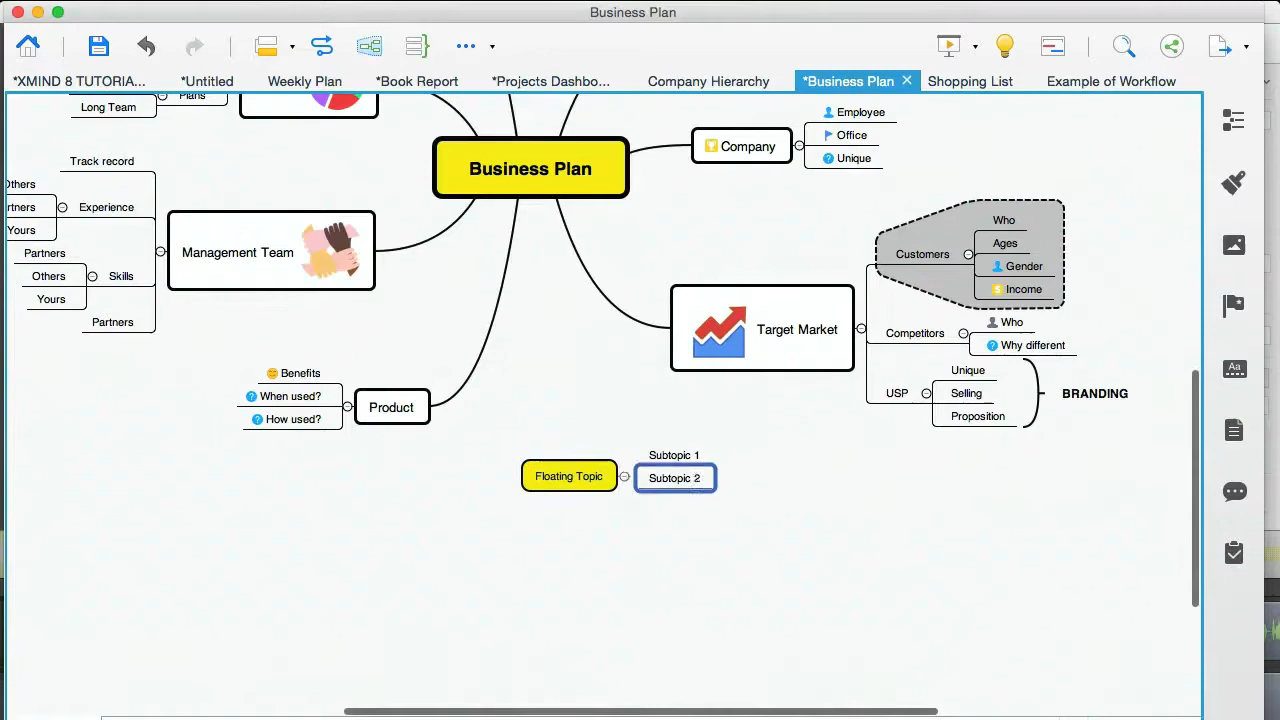 Business Plan
*XMIND 8 TUTORIA...
*Untitled
Weekly Plan
*Book Report
*Projects Dashbo...
Company Hierarchy
*Business Plan
Shopping List
Example of Workflow
Long Team
Plans
Business Plan
Company
Employee
Office
Unique
Track record
Others
rtners
Yours
Experience
Partners
Others
Yours
Skills
Partners
Management Team
Target Market
Customers
Who
Ages
Gender
Income
Competitors
Who
Why different
USP
Unique
Selling
Proposition
BRANDING
Benefits
When used?
How used?
Product
Floating Topic
Subtopic 1
Subtopic 2
Aa